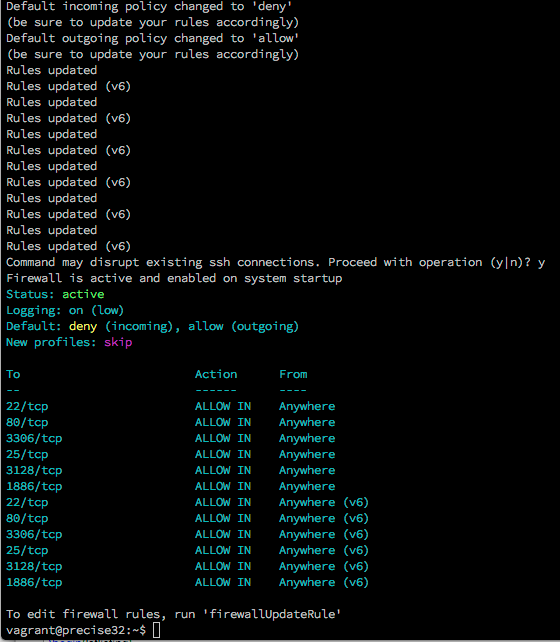 Default incoming policy changed to 'deny'
(be sure to update your rules accordingly)
Default outgoing policy changed to 'allow'
(be sure to update your rules accordingly)
Rules updated
Rules updated (v6)
Rules updated
Rules updated (v6)
Rules updated
Rules updated (v6)
Rules updated
Rules updated (v6)
Rules updated
Rules updated (v6)
Rules updated
Rules updated (v6)
Command may disrupt existing ssh connections. Proceed with operation (y|n)? y
Firewall is active and enabled on system startup
Status: active
Logging: on (low)
Default: deny (incoming), allow (outgoing)
New profiles: skip

To                         Action      From
--                         ------      ----
22/tcp                     ALLOW IN    Anywhere
80/tcp                     ALLOW IN    Anywhere
3306/tcp                   ALLOW IN    Anywhere
25/tcp                     ALLOW IN    Anywhere
3128/tcp                   ALLOW IN    Anywhere
1886/tcp                   ALLOW IN    Anywhere
22/tcp                     ALLOW IN    Anywhere (v6)
80/tcp                     ALLOW IN    Anywhere (v6)
3306/tcp                   ALLOW IN    Anywhere (v6)
25/tcp                     ALLOW IN    Anywhere (v6)
3128/tcp                   ALLOW IN    Anywhere (v6)
1886/tcp                   ALLOW IN    Anywhere (v6)

To edit firewall rules, run 'firewallUpdateRule'
vagrant@precise32:~$